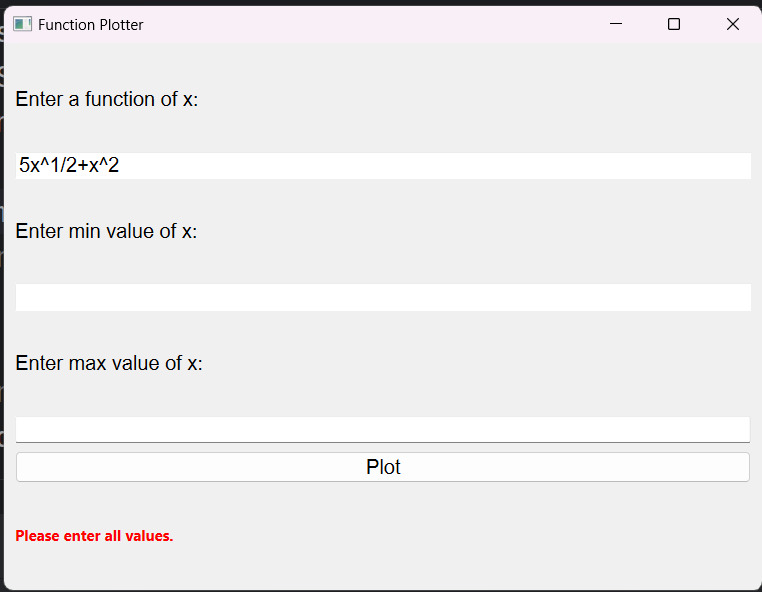 Function Plotter
Enter a function of x:
5x^1/2+x^2
Enter min value of x:
Enter max value of x:
Plot
Please enter all values.